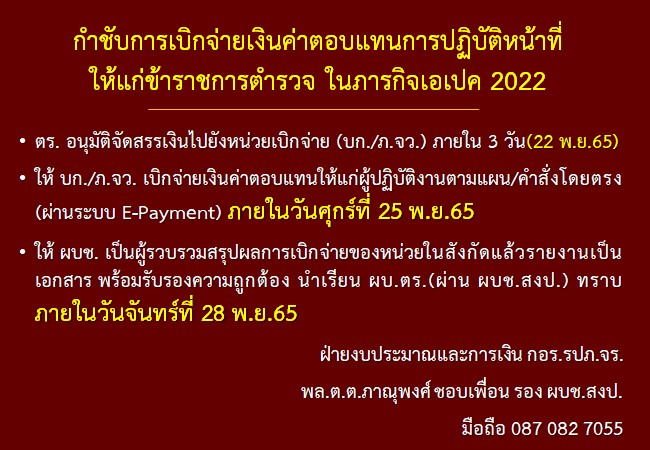 กำชับการเบิกจ่ายเงินค่าตอบแทนการปฏิบัติหน้าที่
ให้แก่ข้าราชการตำรวจ ในภารกิจเอเปค 2022
• ตร. อนุมัติจัดสรรเงินไปยังหน่วยเบิกจ่าย (บก./ภ.จว.) ภายใน 3 วัน(22 พ.ย.65)
• ให้ บก./ภ.จว. เบิกจ่ายเงินค่าตอบแทนให้แก่ผู้ปฏิบัติงานตามแผน/คำสั่งโดยตรง
(ผ่านระบบ E-Payment) ภายในวันศุกร์ที่ 25 พ.ย.65
• ให้ ผบช. เป็นผู้รวบรวมสรุปผลการเบิกจ่ายของหน่วยในสังกัดแล้วรายงานเป็น
เอกสาร พร้อมรับรองความถูกต้อง นำเรียน ผบ.ตร.(ผ่าน ผบช.สงป.) ทราบ
ภายในวันจันทร์ที่ 28 พ.ย.65
ฝ่ายงบประมาณและการเงิน กอร.รปภ.จร.
พล.ต.ต.ภาณุพงศ์ ชอบเพื่อน รอง ผบช.สงป.
มือถือ 087 082 7055